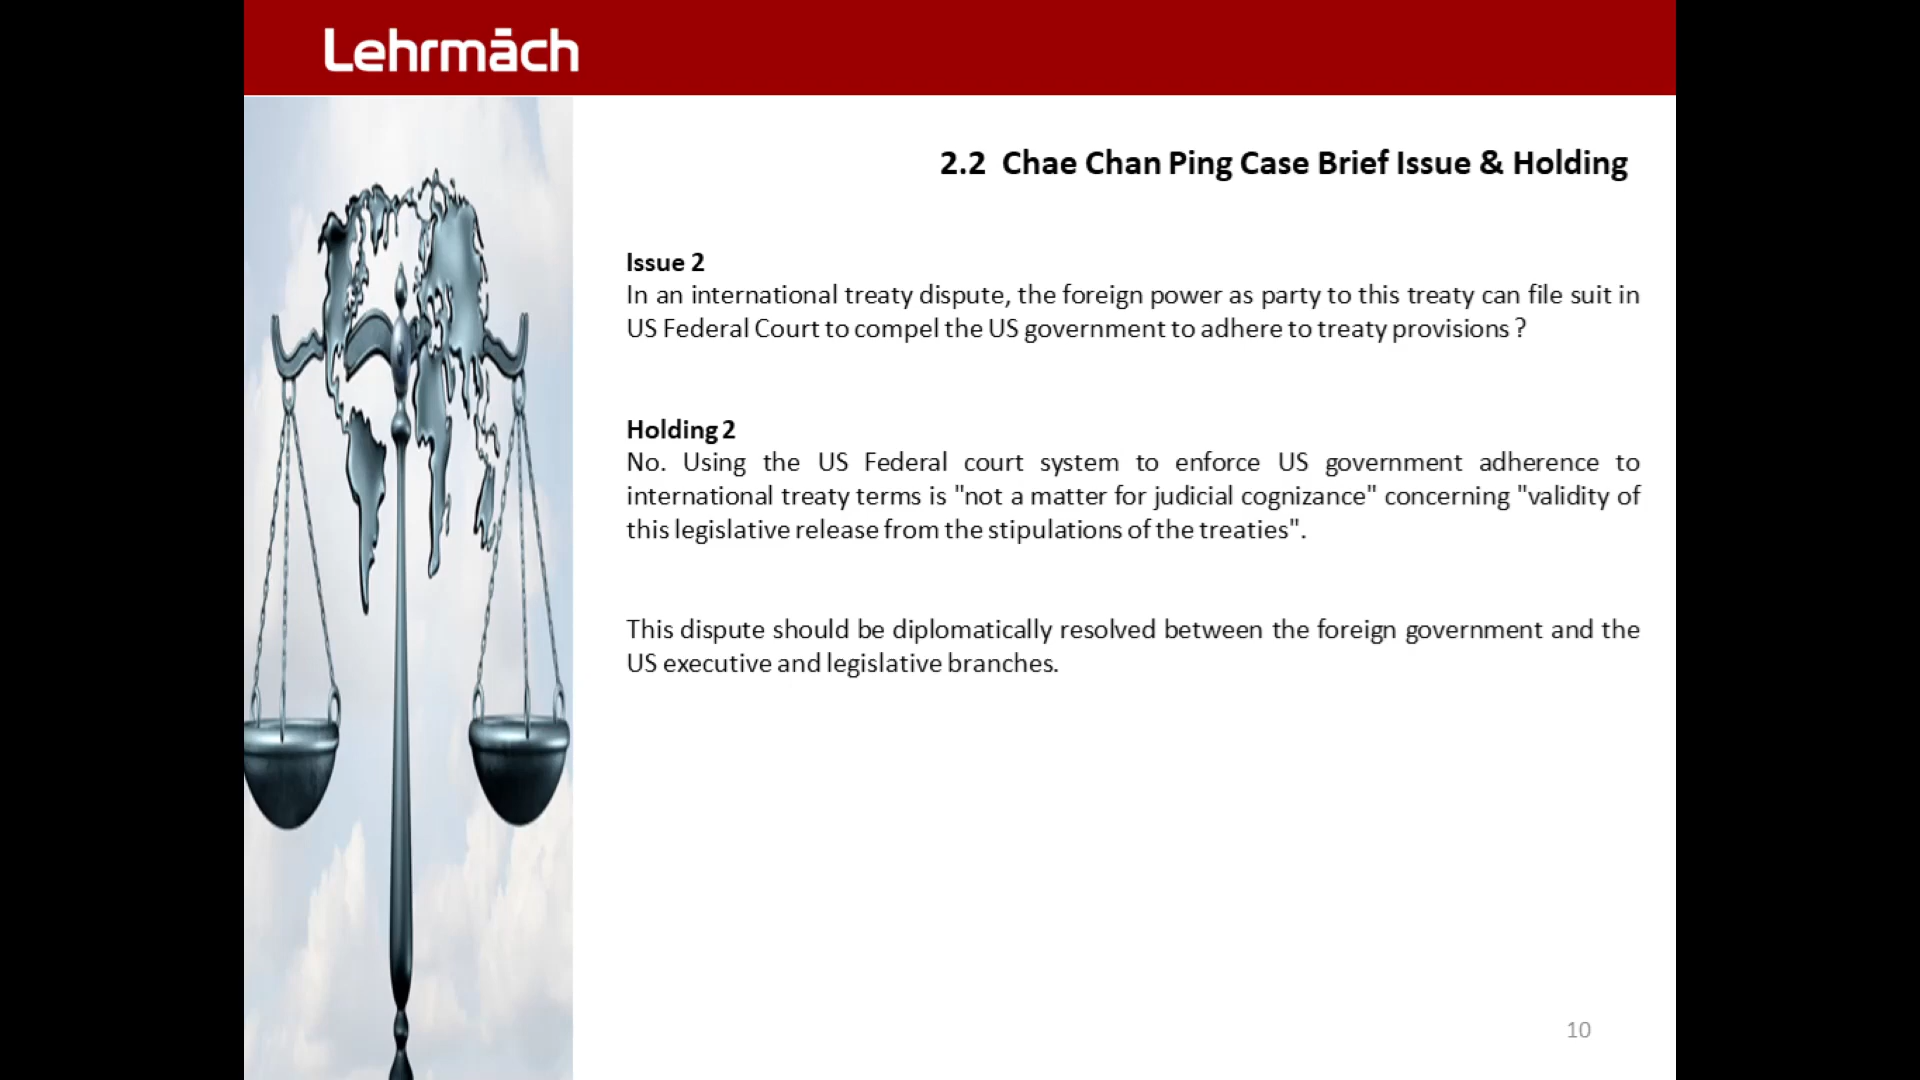 Lehrmāch
2.2 Chae Chan Ping Case Brief Issue & Holding
Issue 2
In an international treaty dispute, the foreign power as party to this treaty can file suit in
US Federal Court to compel the US government to adhere to treaty provisions ?
Holding 2
No. Using the US Federal court system to enforce US government adherence to
international treaty terms is "not a matter for judicial cognizance" concerning "validity of
this legislative release from the stipulations of the treaties".
This dispute should be diplomatically resolved between the foreign government and the
US executive and legislative branches.
10